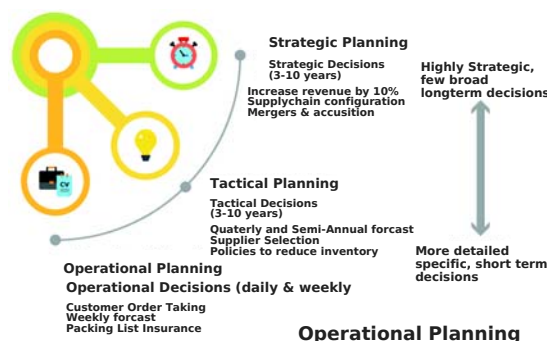 Strategic Planning
Strategic Decisions
(3-10 years)
Increase revenue by 10%
Supplychain configuration
Mergers & accusition
Highly Strategic,
few broad
longterm decisions
Tactical Planning
Tactical Decisions
(3-10 years)
Quaterly and Semi-Annual forcast
Supplier Selection
Policies to reduce inventory
More detailed
specific, short term
decisions
CV
Operational Planning
Operational Decisions (daily & weekly
Customer Order Taking
Weekly forcast
Packing List Insurance
Operational Planning